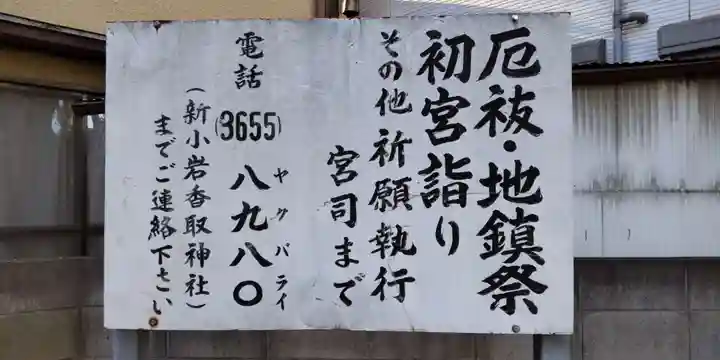 厄祓・地鎮祭
初宮詣り
その他祈願執行
宮司まで
電話(3655)八九八〇
ヤクバライ
(新小岩香取神社)
までご連絡下さい